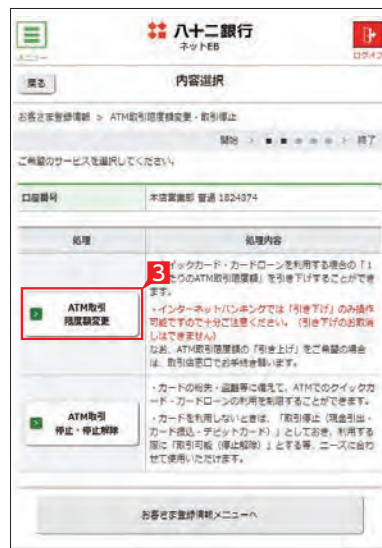 八十二銀行
ネットEB
メニュー
ログオフ
戻る
内容選択
お客さま登録情報 > ATM取引限度額変更・取引停止
開始 > ■ ■ ■ ■ ■ > 終了
ご希望のサービスを選択してください。
口座番号
本店営業部 普通 1824374
処理
処理内容
3
ATM取引
限度額変更
イックカード・カードローンを利用する場合の「1
たりのATM取引限度額」を引き下げすることができ
ます。
・インターネットバンキングでは「引き下げ」のみ操作
可能ですので十分ご注意ください。(引き下げのお取消
しはできません)
なお、ATM取引限度額の「引き上げ」をご希望の場合
は、取引店窓口でお手続き願います。
ATM取引
停止・停止解除
・カードの紛失・盗難等に備えて、ATMでのクイックカ
ード・カードローンの利用を制限することができます。
・カードを利用しないときは、「取引停止(現金引出・
カード振込・デビットカード)」としておき、利用する
際に「取引可能(停止解除)」とする等、ニーズに合わ
せて使用いただけます。
お客さま登録情報メニューへ